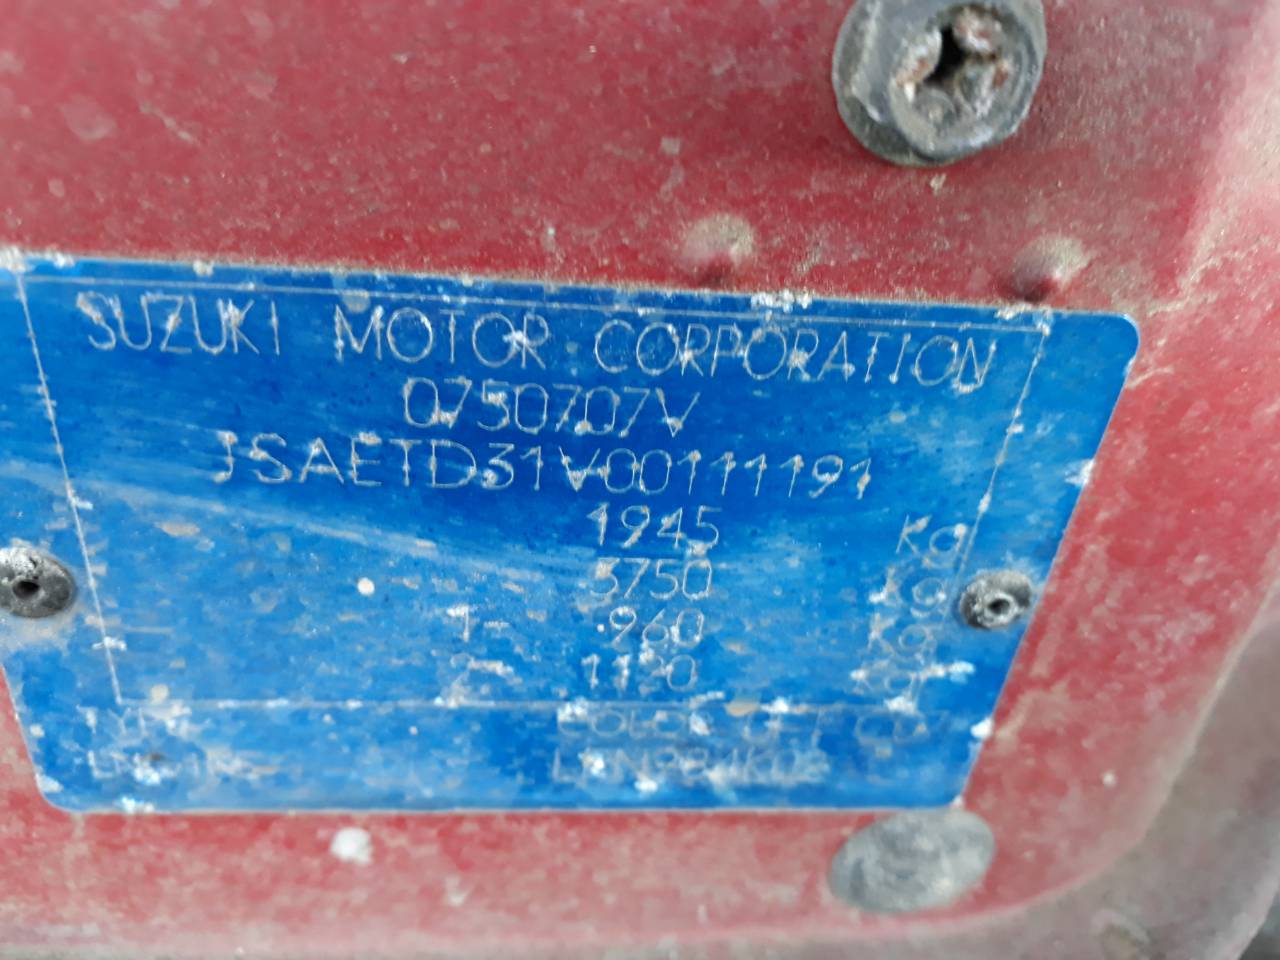 SUZUKI MOTOR CORPORATION
0750707V
JSAETD31V00111191
1945 Kg
3750 Kg
1- 960 Kg
2- 1120 Kg